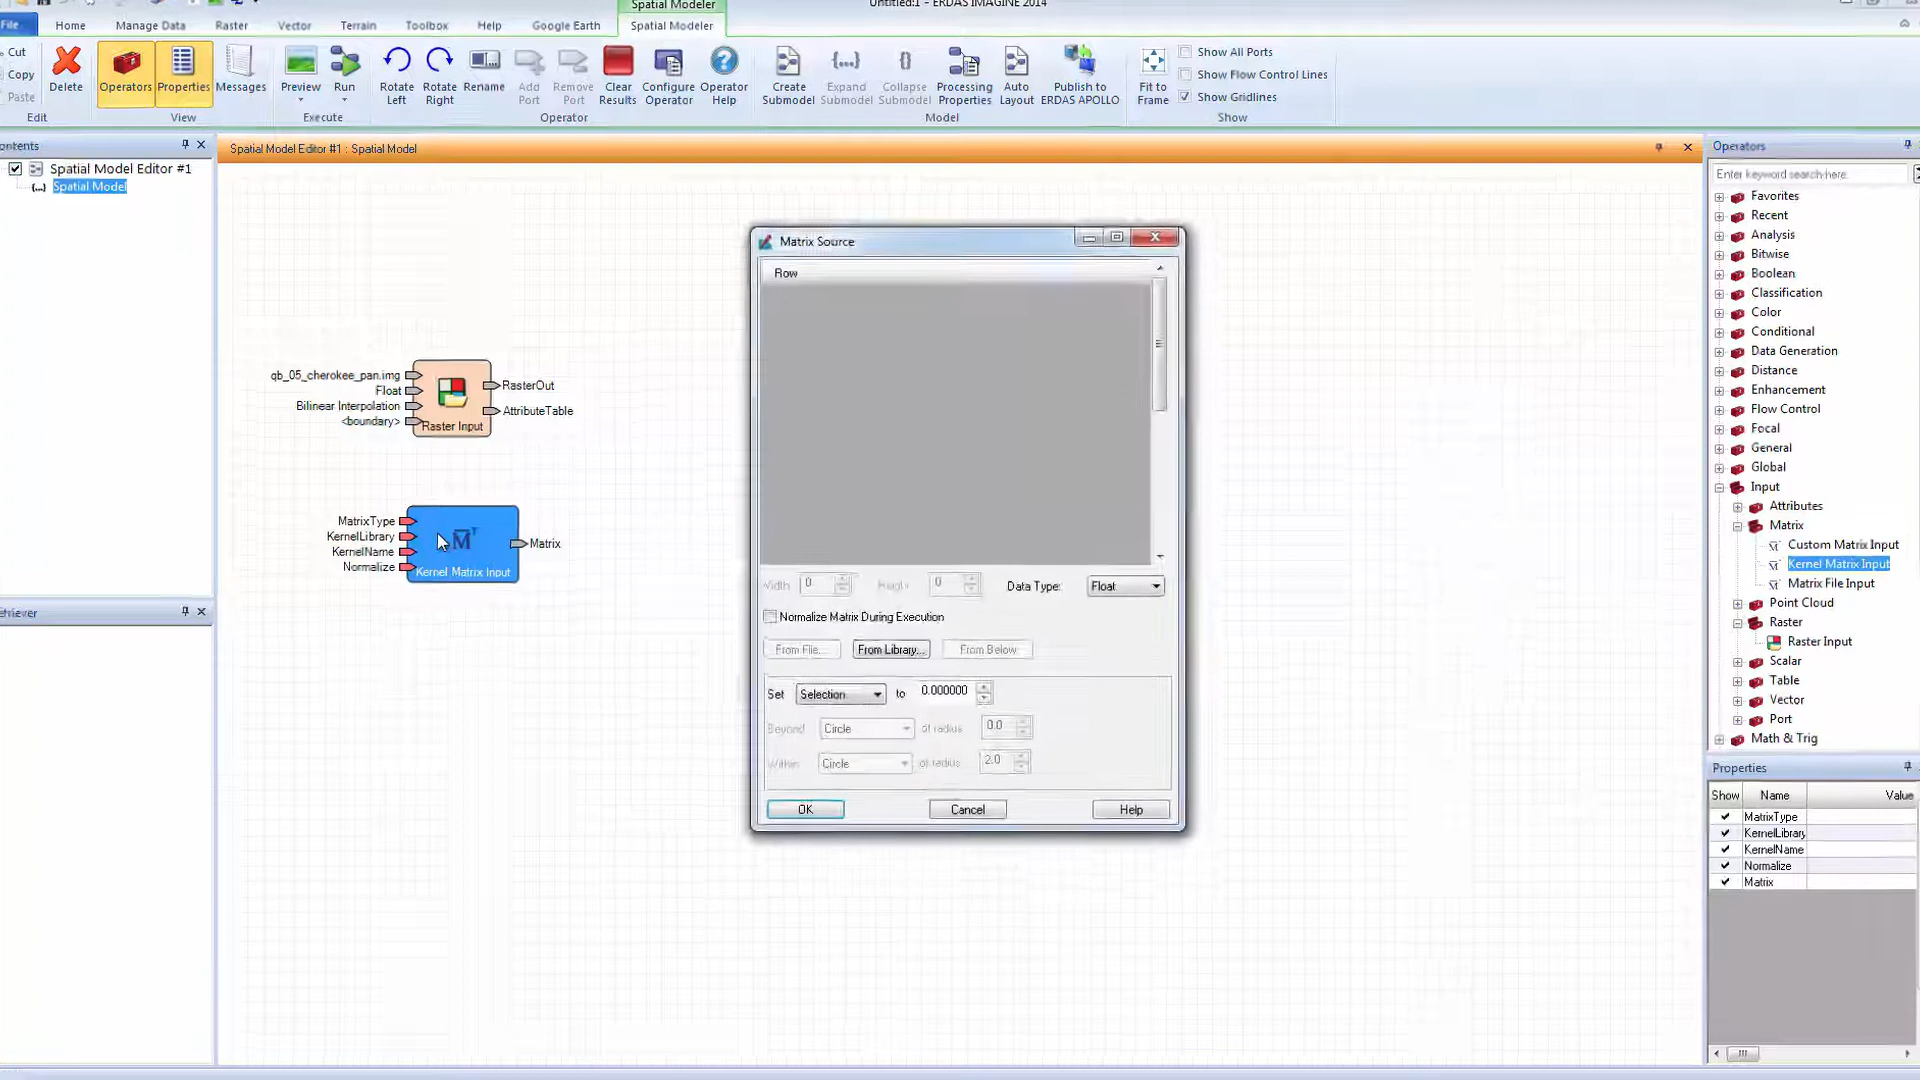 Spatial Modeler
Untitled:1 - ERDAS IMAGINE 2014
File Home Manage Data Raster Vector Terrain Toolbox Help Google Earth Spatial Modeler
Cut
Copy
Paste
Delete
Operators Properties Messages
Preview Run
Rotate Left
Rotate Right
Rename
Add Port
Remove Port
Clear Results
Configure Operator
Operator Help
Create Submodel
Expand Submodel
Collapse Submodel
Processing Properties
Auto Layout
Publish to ERDAS APOLLO
Fit to Frame
Show All Ports
Show Flow Control Lines
Show Gridlines
Edit View Execute Operator Model Show
ontents
Spatial Model Editor #1
(...) Spatial Model
etriever
Spatial Model Editor #1 : Spatial Model
qb_05_cherokee_pan.img
Float
Bilinear Interpolation
<boundary>
Raster Input
RasterOut
AttributeTable
MatrixType
KernelLibrary
KernelName
Normalize
Kernel Matrix Input
Matrix
Matrix Source
Row
Width 0 Height 0 Data Type: Float
Normalize Matrix During Execution
From File... From Library... From Below
Set Selection to 0.000000
Beyond Circle of radius 0.0
Within Circle of radius 2.0
OK Cancel Help
Operators
Enter keyword search here.
Favorites
Recent
Analysis
Bitwise
Boolean
Classification
Color
Conditional
Data Generation
Distance
Enhancement
Flow Control
Focal
General
Global
Input
Attributes
Matrix
Custom Matrix Input
Kernel Matrix Input
Matrix File Input
Point Cloud
Raster
Raster Input
Scalar
Table
Vector
Port
Math & Trig
Properties
Show Name Value
MatrixType
KernelLibrary
KernelName
Normalize
Matrix